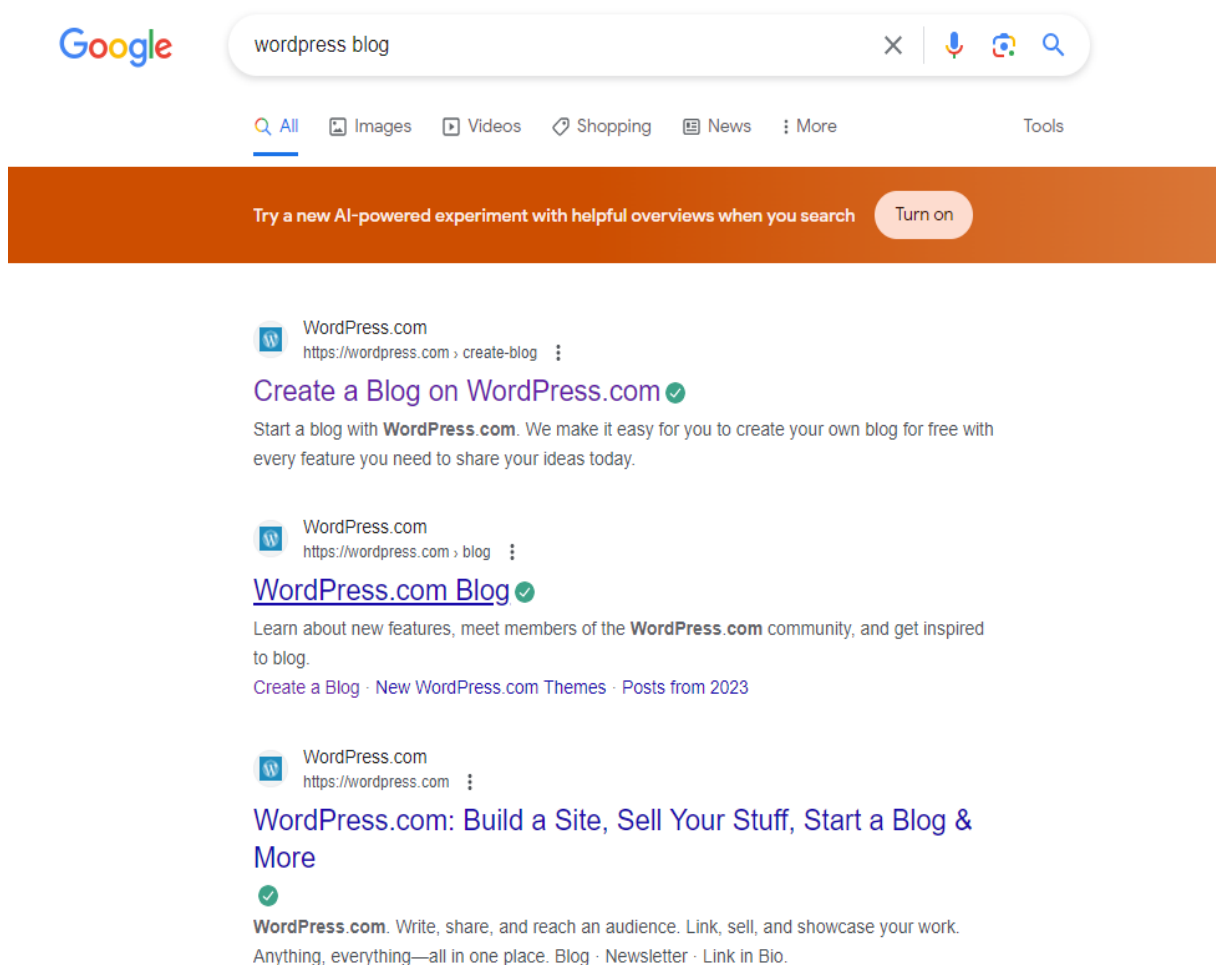 Google
wordpress blog
All Images Videos Shopping News More Tools
Try a new AI-powered experiment with helpful overviews when you search Turn on
WordPress.com
https://wordpress.com › create-blog
Create a Blog on WordPress.com
Start a blog with WordPress.com. We make it easy for you to create your own blog for free with
every feature you need to share your ideas today.
WordPress.com
https://wordpress.com › blog
WordPress.com Blog
Learn about new features, meet members of the WordPress.com community, and get inspired
to blog.
Create a Blog · New WordPress.com Themes · Posts from 2023
WordPress.com
https://wordpress.com
WordPress.com: Build a Site, Sell Your Stuff, Start a Blog &
More
WordPress.com. Write, share, and reach an audience. Link, sell, and showcase your work.
Anything, everything—all in one place. Blog · Newsletter · Link in Bio.